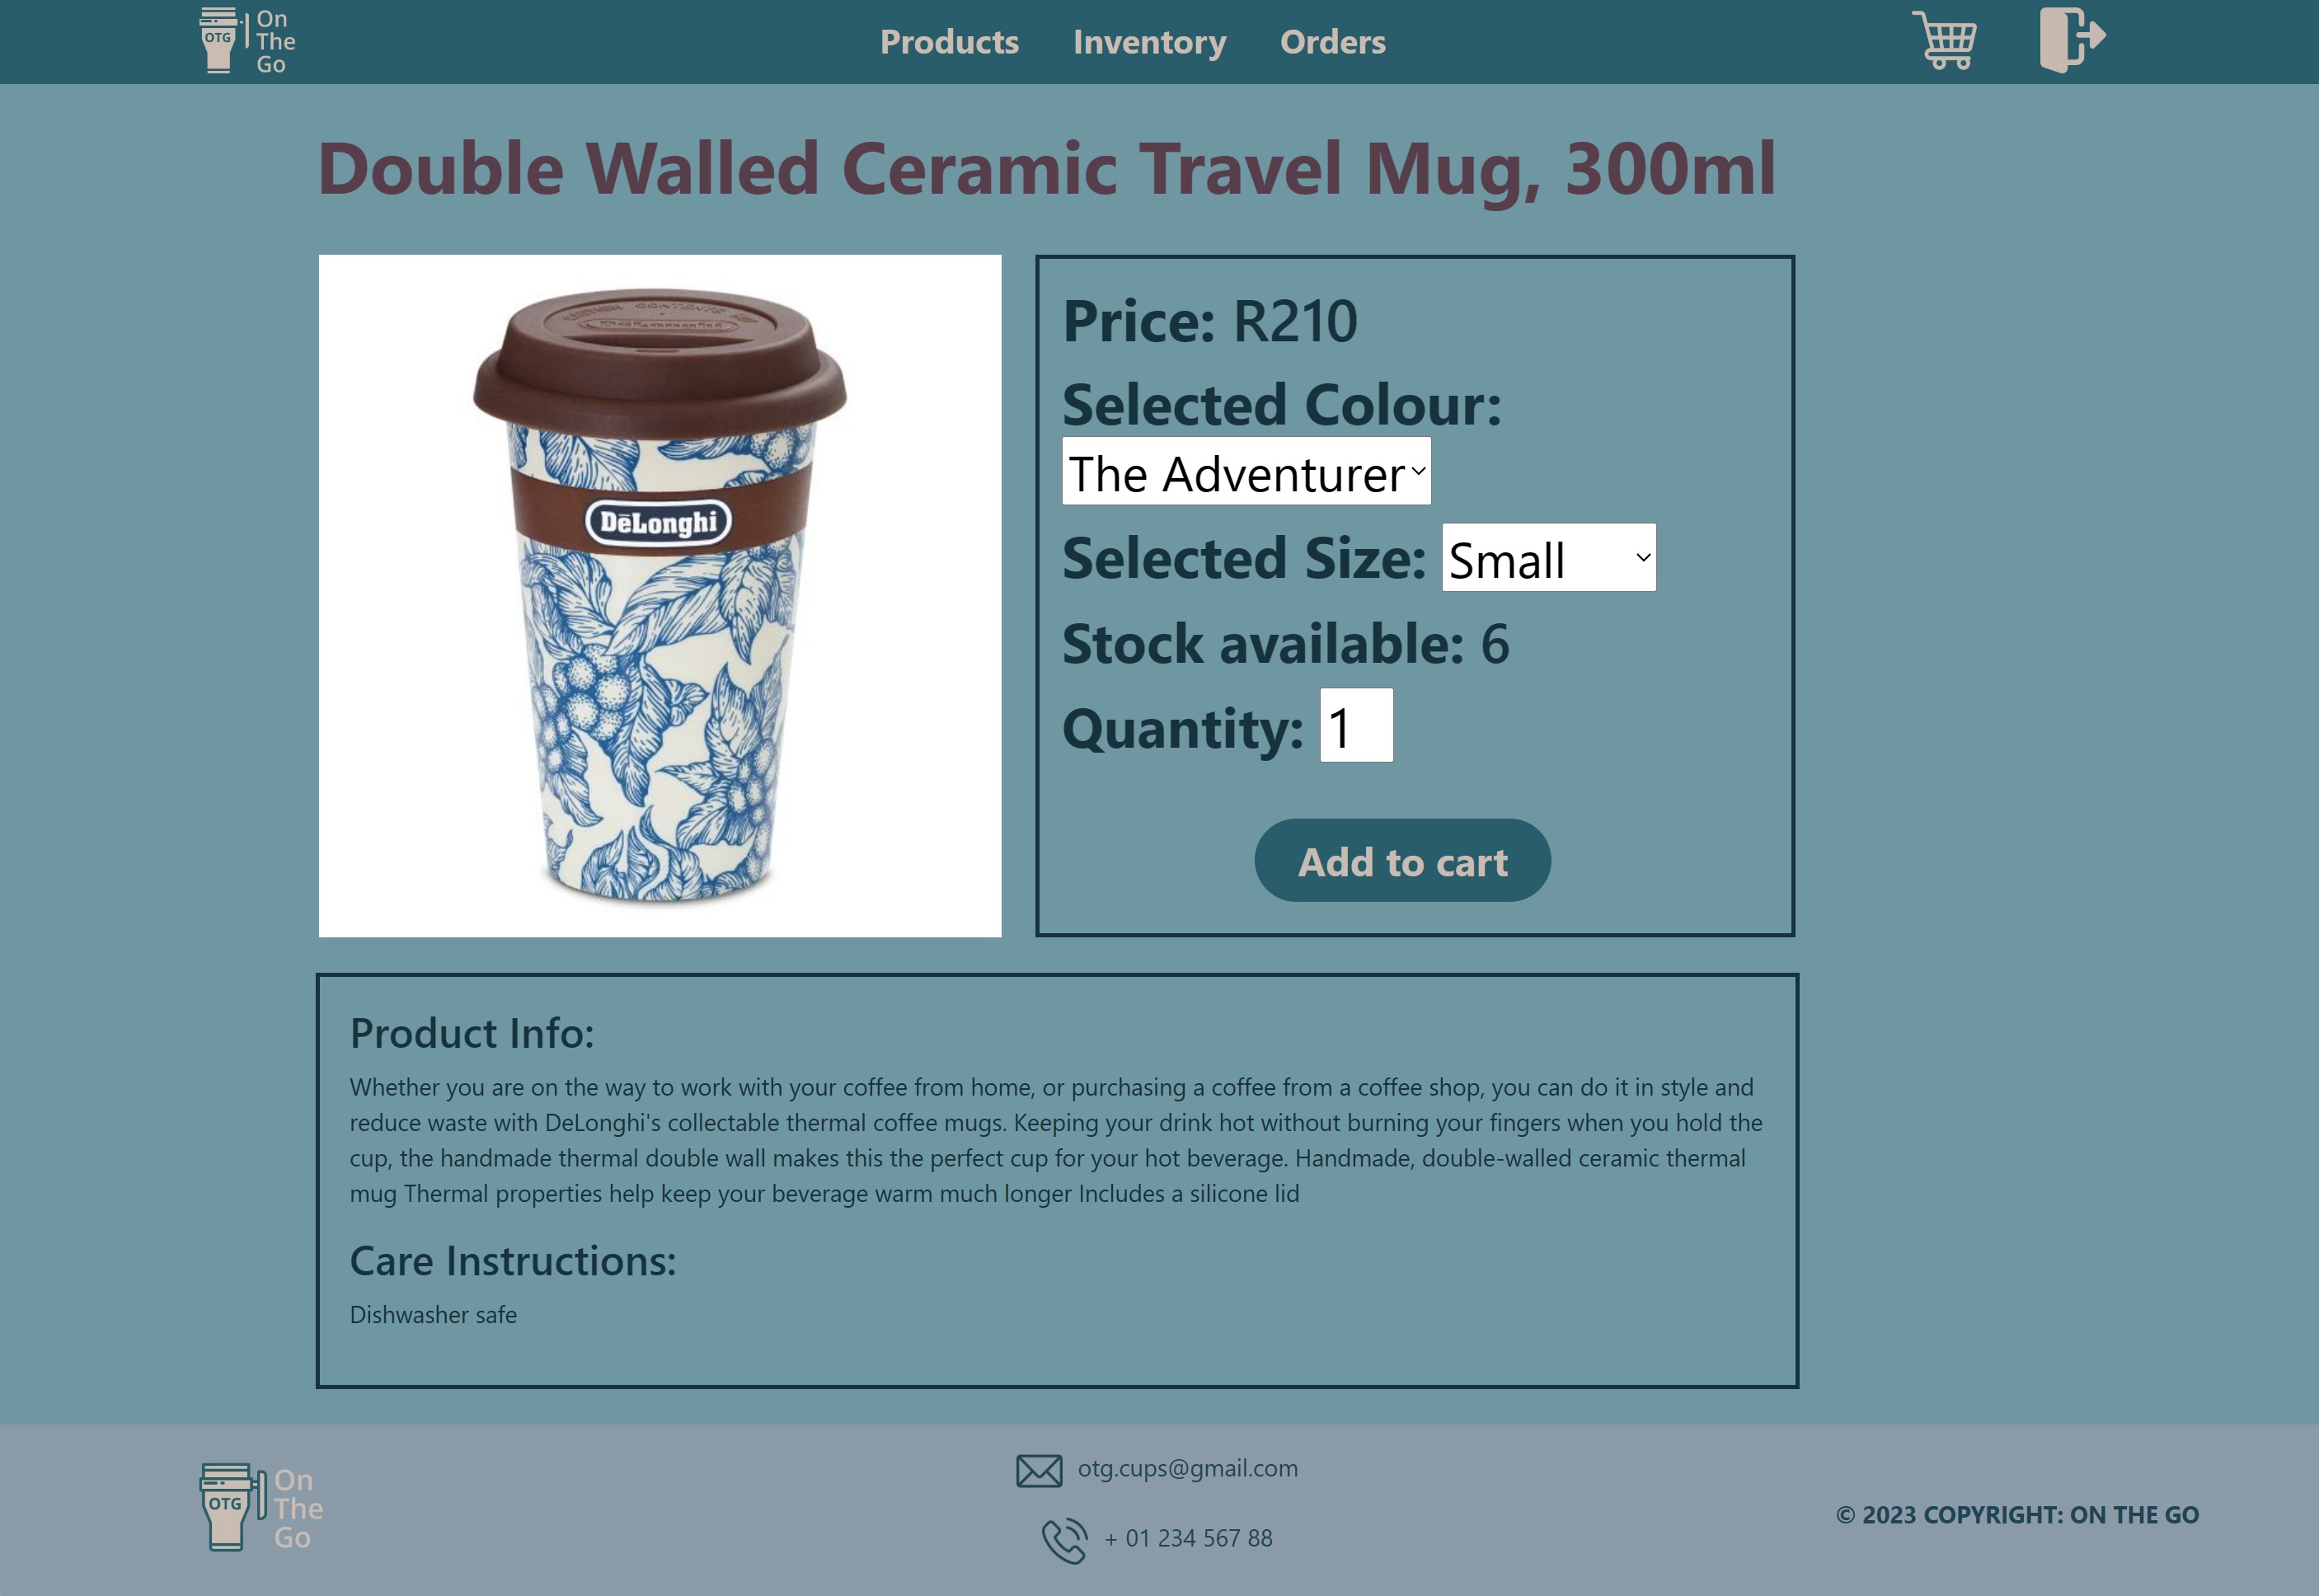 OTG
On
The
Go
Products Inventory Orders
Double Walled Ceramic Travel Mug, 300ml
DeLonghi
DēLonghi
Price: R210
Selected Colour:
The Adventurer
Selected Size: Small
Stock available: 6
Quantity: 1
Add to cart
Product Info:
Whether you are on the way to work with your coffee from home, or purchasing a coffee from a coffee shop, you can do it in style and
reduce waste with DeLonghi's collectable thermal coffee mugs. Keeping your drink hot without burning your fingers when you hold the
cup, the handmade thermal double wall makes this the perfect cup for your hot beverage. Handmade, double-walled ceramic thermal
mug Thermal properties help keep your beverage warm much longer Includes a silicone lid
Care Instructions:
Dishwasher safe
OTG
On
The
Go
otg.cups@gmail.com
+ 01 234 567 88
© 2023 COPYRIGHT: ON THE GO